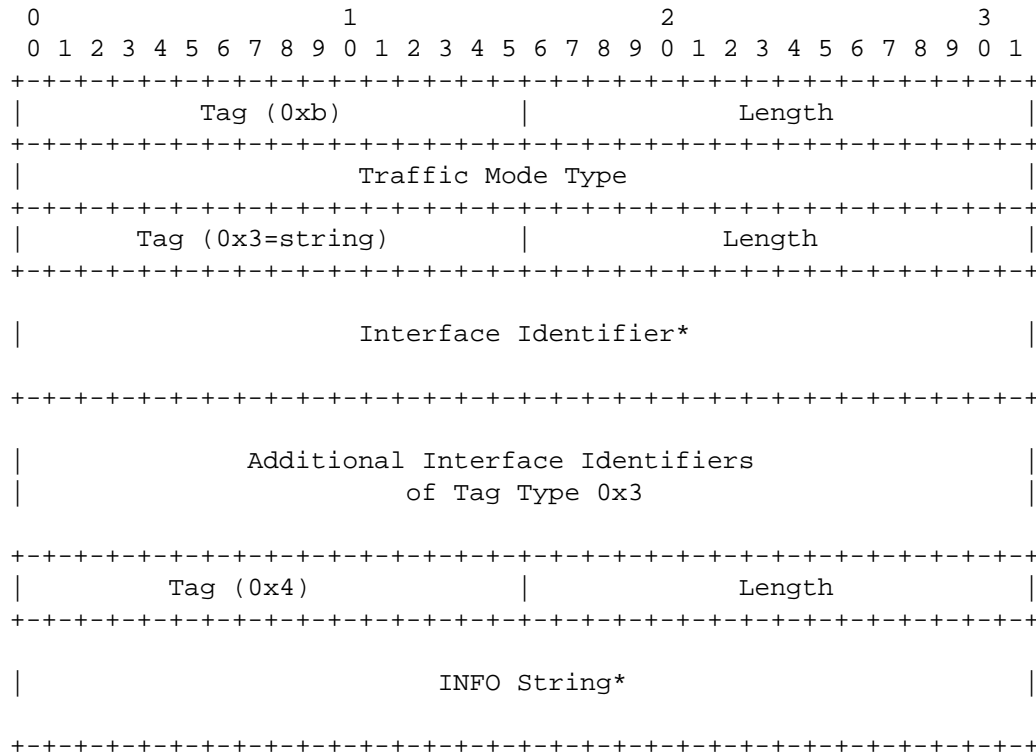 0                   1                   2                   3
 0 1 2 3 4 5 6 7 8 9 0 1 2 3 4 5 6 7 8 9 0 1 2 3 4 5 6 7 8 9 0 1
+-+-+-+-+-+-+-+-+-+-+-+-+-+-+-+-+-+-+-+-+-+-+-+-+-+-+-+-+-+-+-+-+
|           Tag (0xb)           |             Length            |
+-+-+-+-+-+-+-+-+-+-+-+-+-+-+-+-+-+-+-+-+-+-+-+-+-+-+-+-+-+-+-+-+
|                     Traffic Mode Type                         |
+-+-+-+-+-+-+-+-+-+-+-+-+-+-+-+-+-+-+-+-+-+-+-+-+-+-+-+-+-+-+-+-+
|       Tag (0x3=string)        |            Length             |
+-+-+-+-+-+-+-+-+-+-+-+-+-+-+-+-+-+-+-+-+-+-+-+-+-+-+-+-+-+-+-+-+
|                     Interface Identifier*                     |
+-+-+-+-+-+-+-+-+-+-+-+-+-+-+-+-+-+-+-+-+-+-+-+-+-+-+-+-+-+-+-+-+
|              Additional Interface Identifiers                 |
|                        of Tag Type 0x3                        |
+-+-+-+-+-+-+-+-+-+-+-+-+-+-+-+-+-+-+-+-+-+-+-+-+-+-+-+-+-+-+-+-+
|         Tag (0x4)             |             Length            |
+-+-+-+-+-+-+-+-+-+-+-+-+-+-+-+-+-+-+-+-+-+-+-+-+-+-+-+-+-+-+-+-+
|                          INFO String*                         |
+-+-+-+-+-+-+-+-+-+-+-+-+-+-+-+-+-+-+-+-+-+-+-+-+-+-+-+-+-+-+-+-+